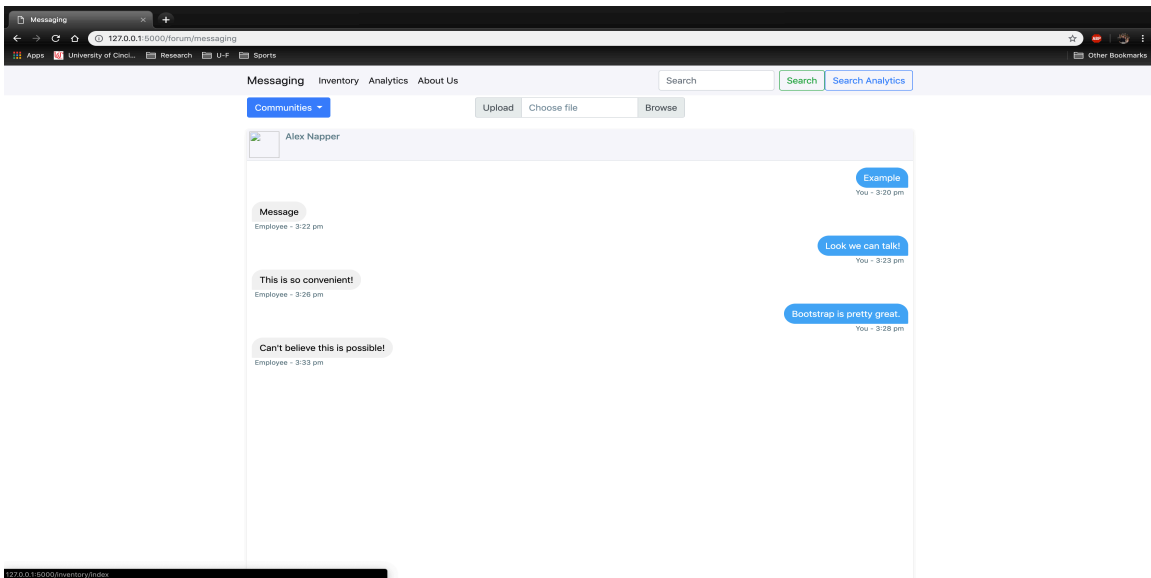 Messaging
127.0.0.1:5000/forum/messaging
Apps University of Cinci... Research U-F Sports Other Bookmarks
Messaging Inventory Analytics About Us Search Search Search Analytics
Communities Upload Choose file Browse
Alex Napper
Example
You - 3:20 pm
Message
Employee - 3:22 pm
Look we can talk!
You - 3:23 pm
This is so convenient!
Employee - 3:26 pm
Bootstrap is pretty great.
You - 3:28 pm
Can't believe this is possible!
Employee - 3:33 pm
127.0.0.1:5000/inventory/index